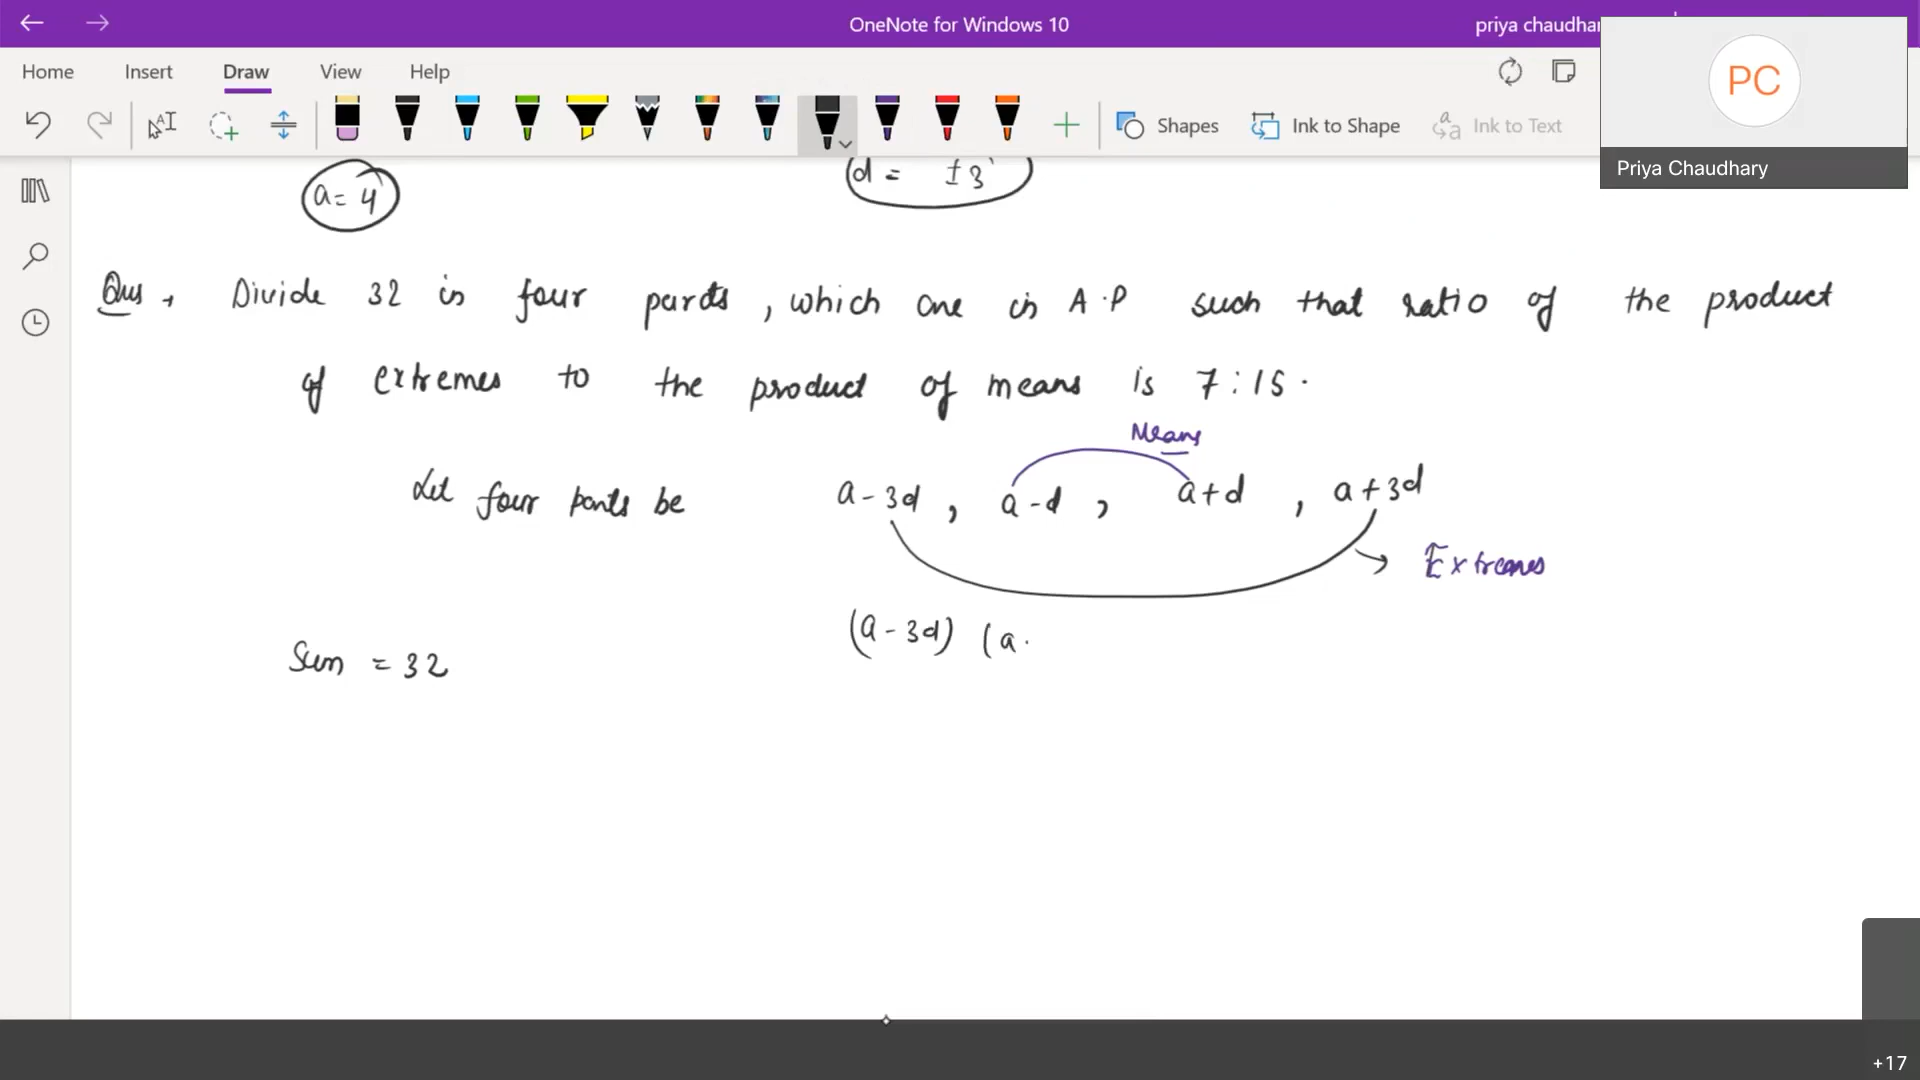 OneNote for Windows 10
priya chaudhar
Home Insert Draw View Help
PC
Shapes Ink to Shape Ink to Text
Priya Chaudhary
a = 4
d = ±3
Ques. Divide 32 in four parts, which are in A.P such that ratio of the product
of extremes to the product of means is 7:15.
Means
Let four parts be a-3d, a-d, a+d, a+3d
Extremes
(a-3d) (a
Sum = 32
+17